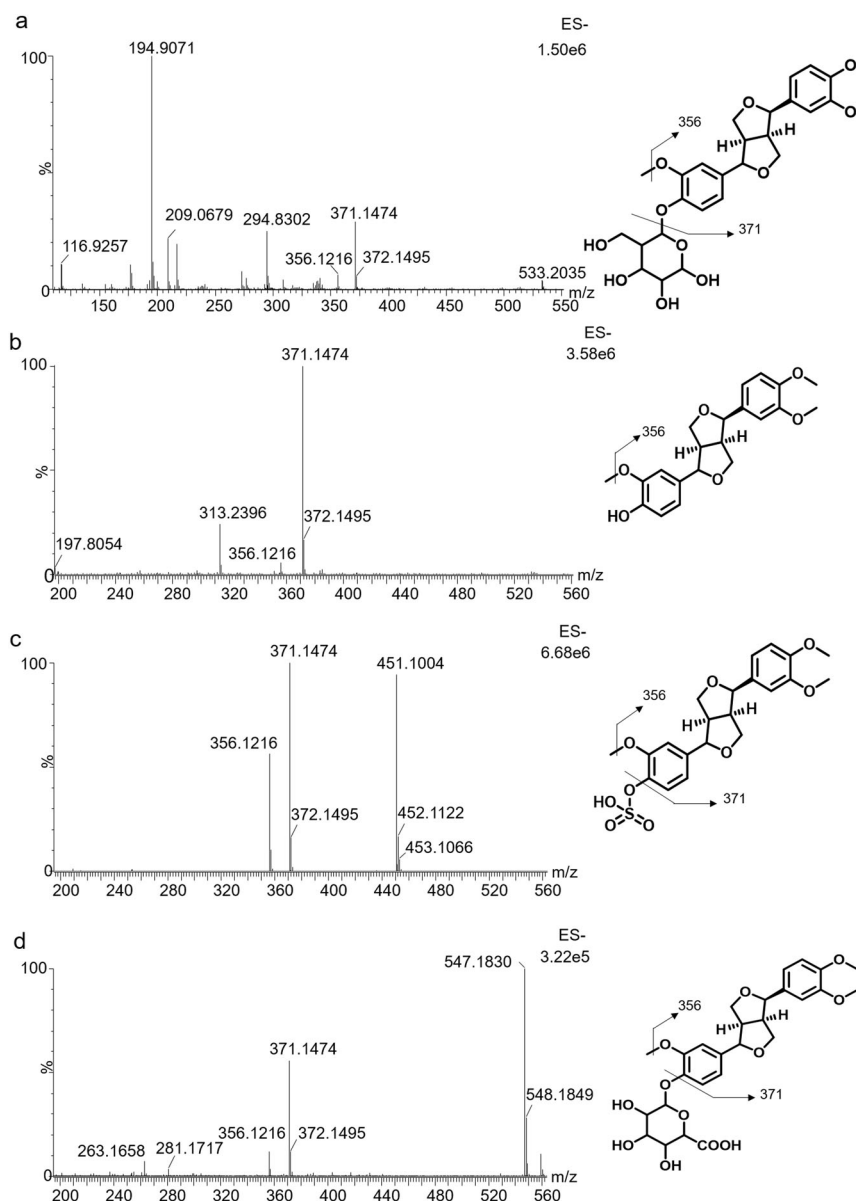 a
ES-
1.50e6
100
194.9071
%
116.9257
209.0679
294.8302
371.1474
356.1216
372.1495
533.2035
0
m/z
150 200 250 300 350 400 450 500 550
O
O
O
O
H
H
356
O
O
371
HO
O
HO
OH
OH
b
ES-
3.58e6
100
371.1474
%
197.8054
313.2396
356.1216
372.1495
0
m/z
200 240 280 320 360 400 440 480 520 560
O
O
O
O
H
H
356
O
HO
c
ES-
6.68e6
100
371.1474
451.1004
%
356.1216
372.1495
452.1122
453.1066
0
m/z
200 240 280 320 360 400 440 480 520 560
O
O
O
O
H
H
356
O
O
371
HO
S
O
O
d
ES-
3.22e5
100
547.1830
%
371.1474
548.1849
263.1658
281.1717
356.1216
372.1495
0
m/z
200 240 280 320 360 400 440 480 520 560
O
O
O
O
H
H
356
O
O
371
HO
O
HO
OH
COOH